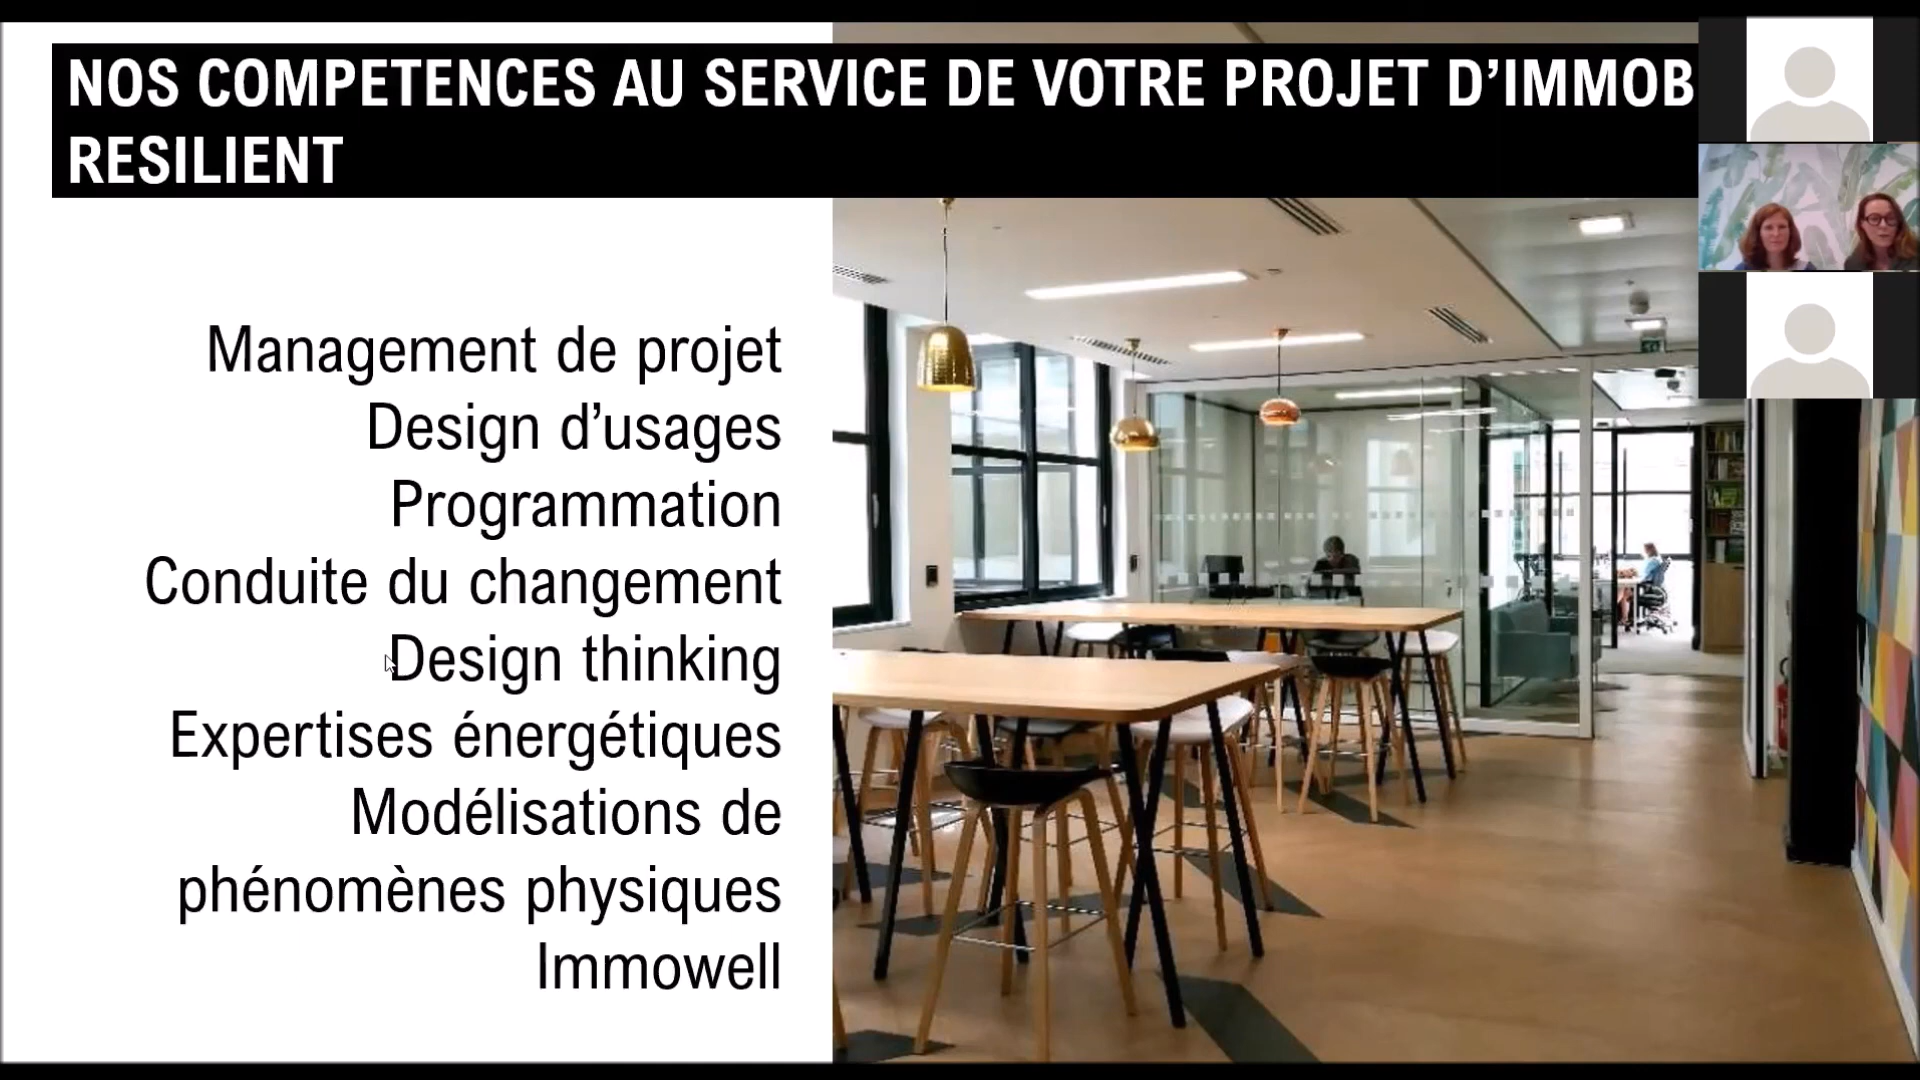 NOS COMPETENCES AU SERVICE DE VOTRE PROJET D’IMMOB
RESILIENT
Management de projet
Design d’usages
Programmation
Conduite du changement
Design thinking
Expertises énergétiques
Modélisations de
phénomènes physiques
Immowell